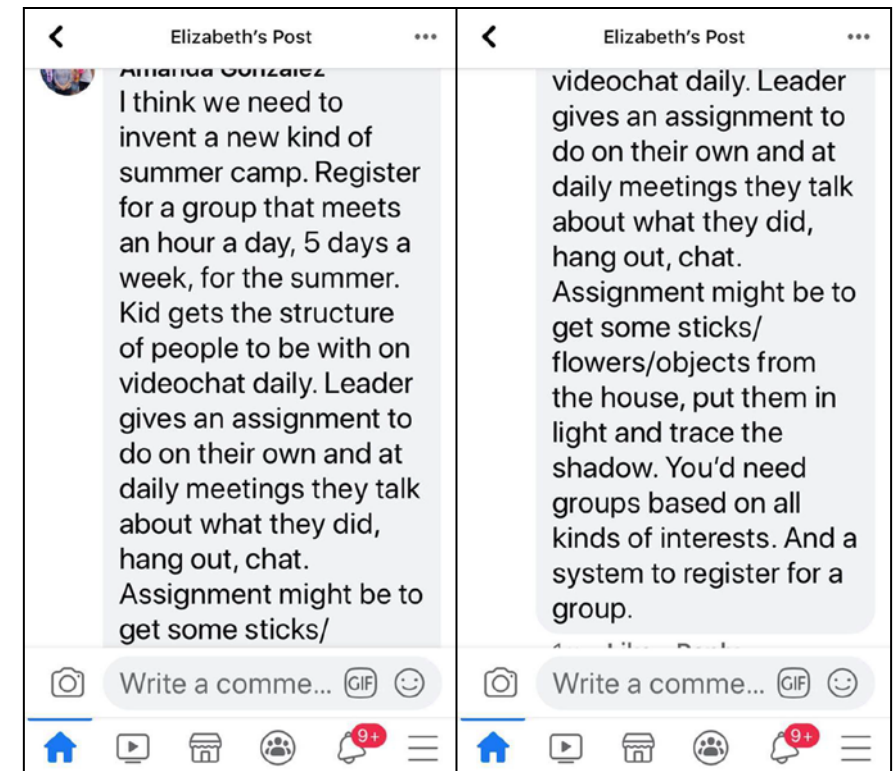 Elizabeth's Post
Amanda Gonzalez
I think we need to
invent a new kind of
summer camp. Register
for a group that meets
an hour a day, 5 days a
week, for the summer.
Kid gets the structure
of people to be with on
videochat daily. Leader
gives an assignment to
do on their own and at
daily meetings they talk
about what they did,
hang out, chat.
Assignment might be to
get some sticks/
Write a comme...
GIF
9+
Elizabeth's Post
videochat daily. Leader
gives an assignment to
do on their own and at
daily meetings they talk
about what they did,
hang out, chat.
Assignment might be to
get some sticks/
flowers/objects from
the house, put them in
light and trace the
shadow. You'd need
groups based on all
kinds of interests. And a
system to register for a
group.
Write a comme...
GIF
9+